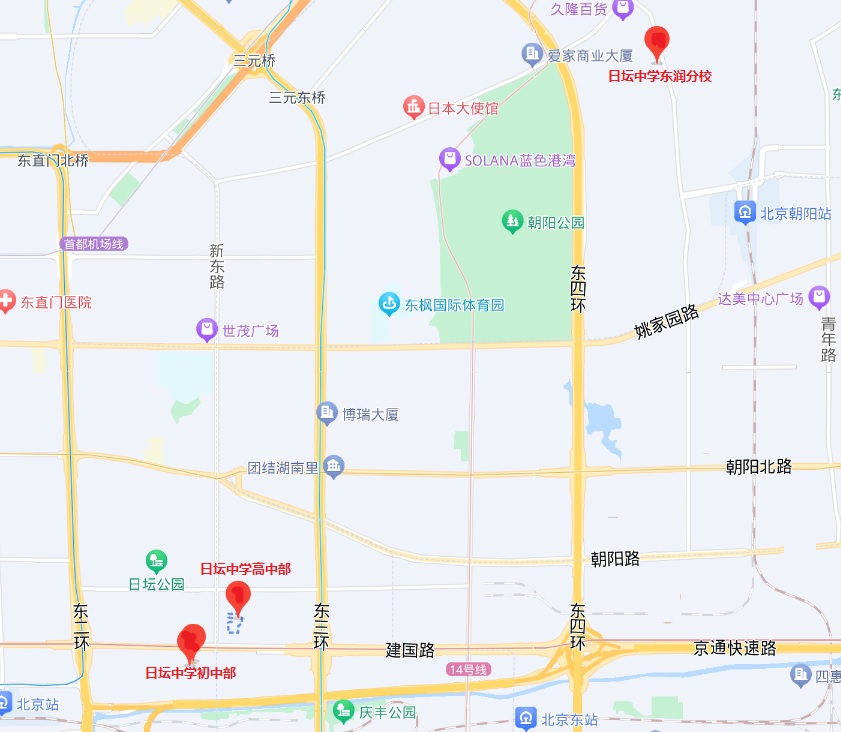 久隆百货
爱家商业大厦
日坛中学东润分校
三元桥
三元东桥
日本大使馆
东直门北桥
SOLANA蓝色港湾
朝阳公园
北京朝阳站
首都机场线
新东路
东四环
东直门医院
东枫国际体育园
达美中心广场
姚家园路
世茂广场
青年路
博瑞大厦
团结湖南里
朝阳北路
朝阳路
日坛公园
日坛中学高中部
东二环
东三环
东四环
日坛中学初中部
建国路
京通快速路
14号线
四惠
北京站
庆丰公园
北京东站